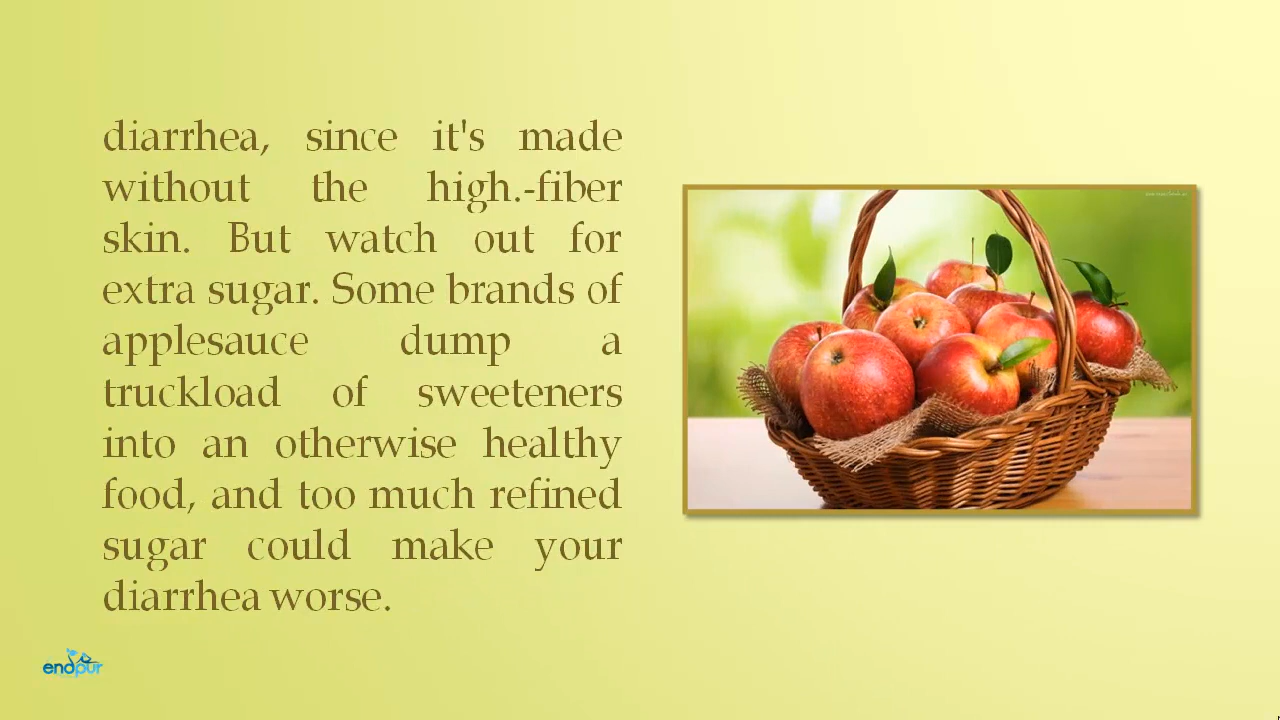 diarrhea, since it's made
without the high.-fiber
skin. But watch out for
extra sugar. Some brands of
applesauce dump a
truckload of sweeteners
into an otherwise healthy
food, and too much refined
sugar could make your
diarrhea worse.
endpur